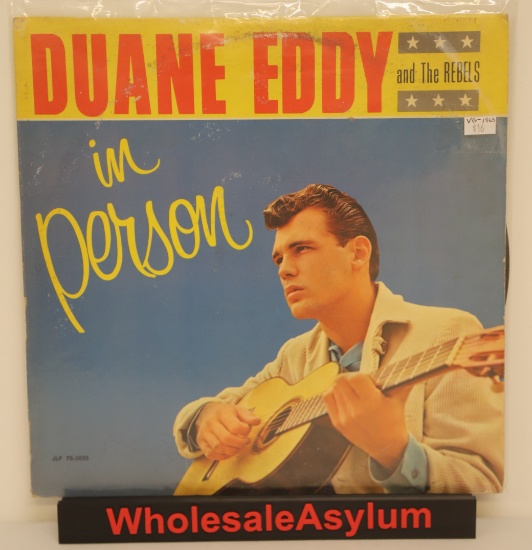 DUANE EDDY
and The REBELS
in
person
WholesaleAsylum